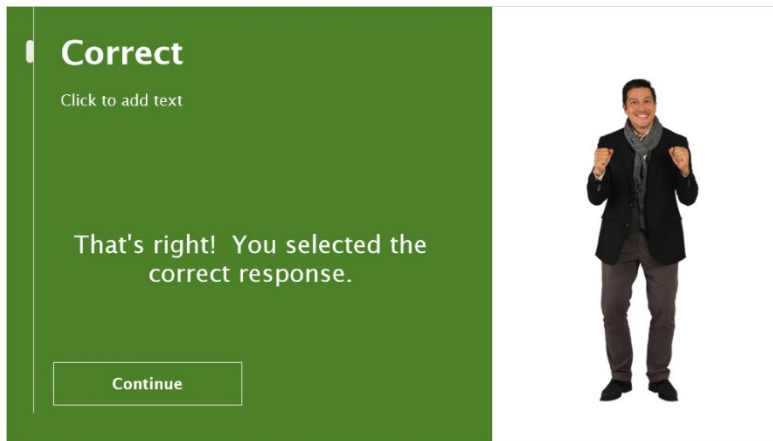 Correct
Click to add text
That's right!  You selected the
correct response.
Continue